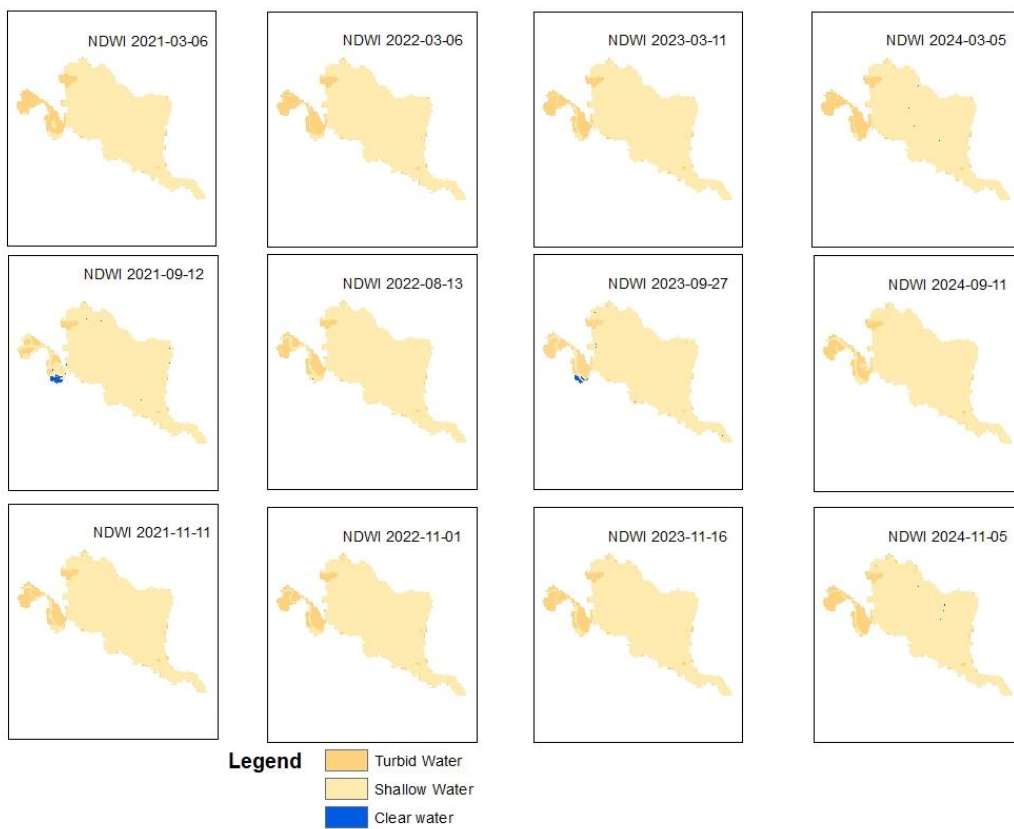 NDWI 2021-03-06
NDWI 2022-03-06
NDWI 2023-03-11
NDWI 2024-03-05
NDWI 2021-09-12
NDWI 2022-08-13
NDWI 2023-09-27
NDWI 2024-09-11
NDWI 2021-11-11
NDWI 2022-11-01
NDWI 2023-11-16
NDWI 2024-11-05
Legend
Turbid Water
Shallow Water
Clear water